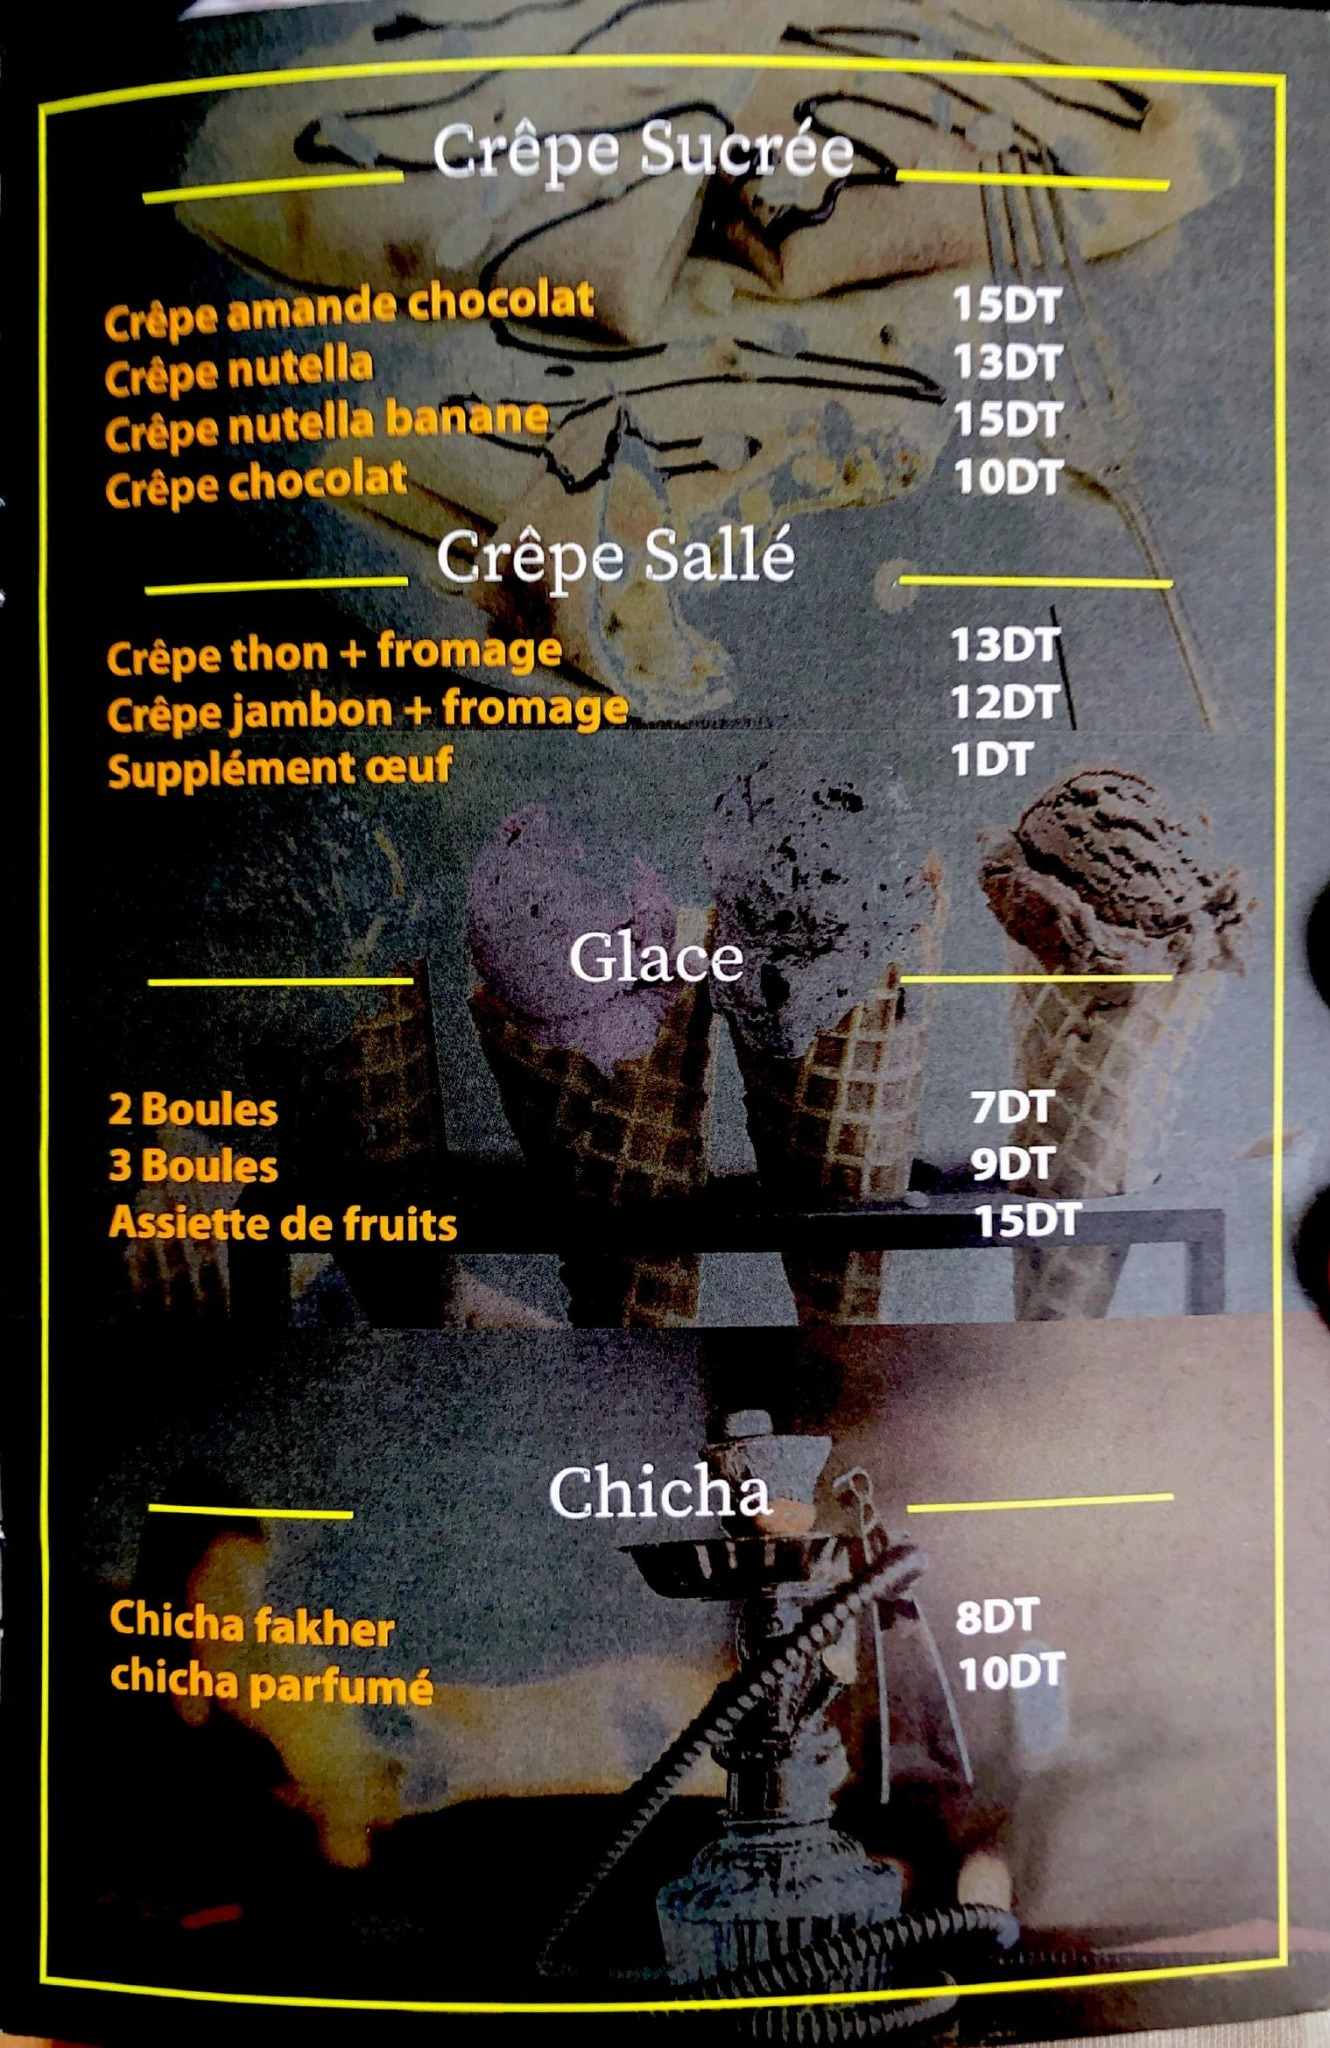 Crêpe Sucrée
Crêpe amande chocolat 15DT
Crêpe nutella 13DT
Crêpe nutella banane 15DT
Crêpe chocolat 10DT
Crêpe Sallé
Crêpe thon + fromage 13DT
Crêpe jambon + fromage 12DT
Supplément œuf 1DT
Glace
2 Boules 7DT
3 Boules 9DT
Assiette de fruits 15DT
Chicha
Chicha fakher 8DT
chicha parfumé 10DT